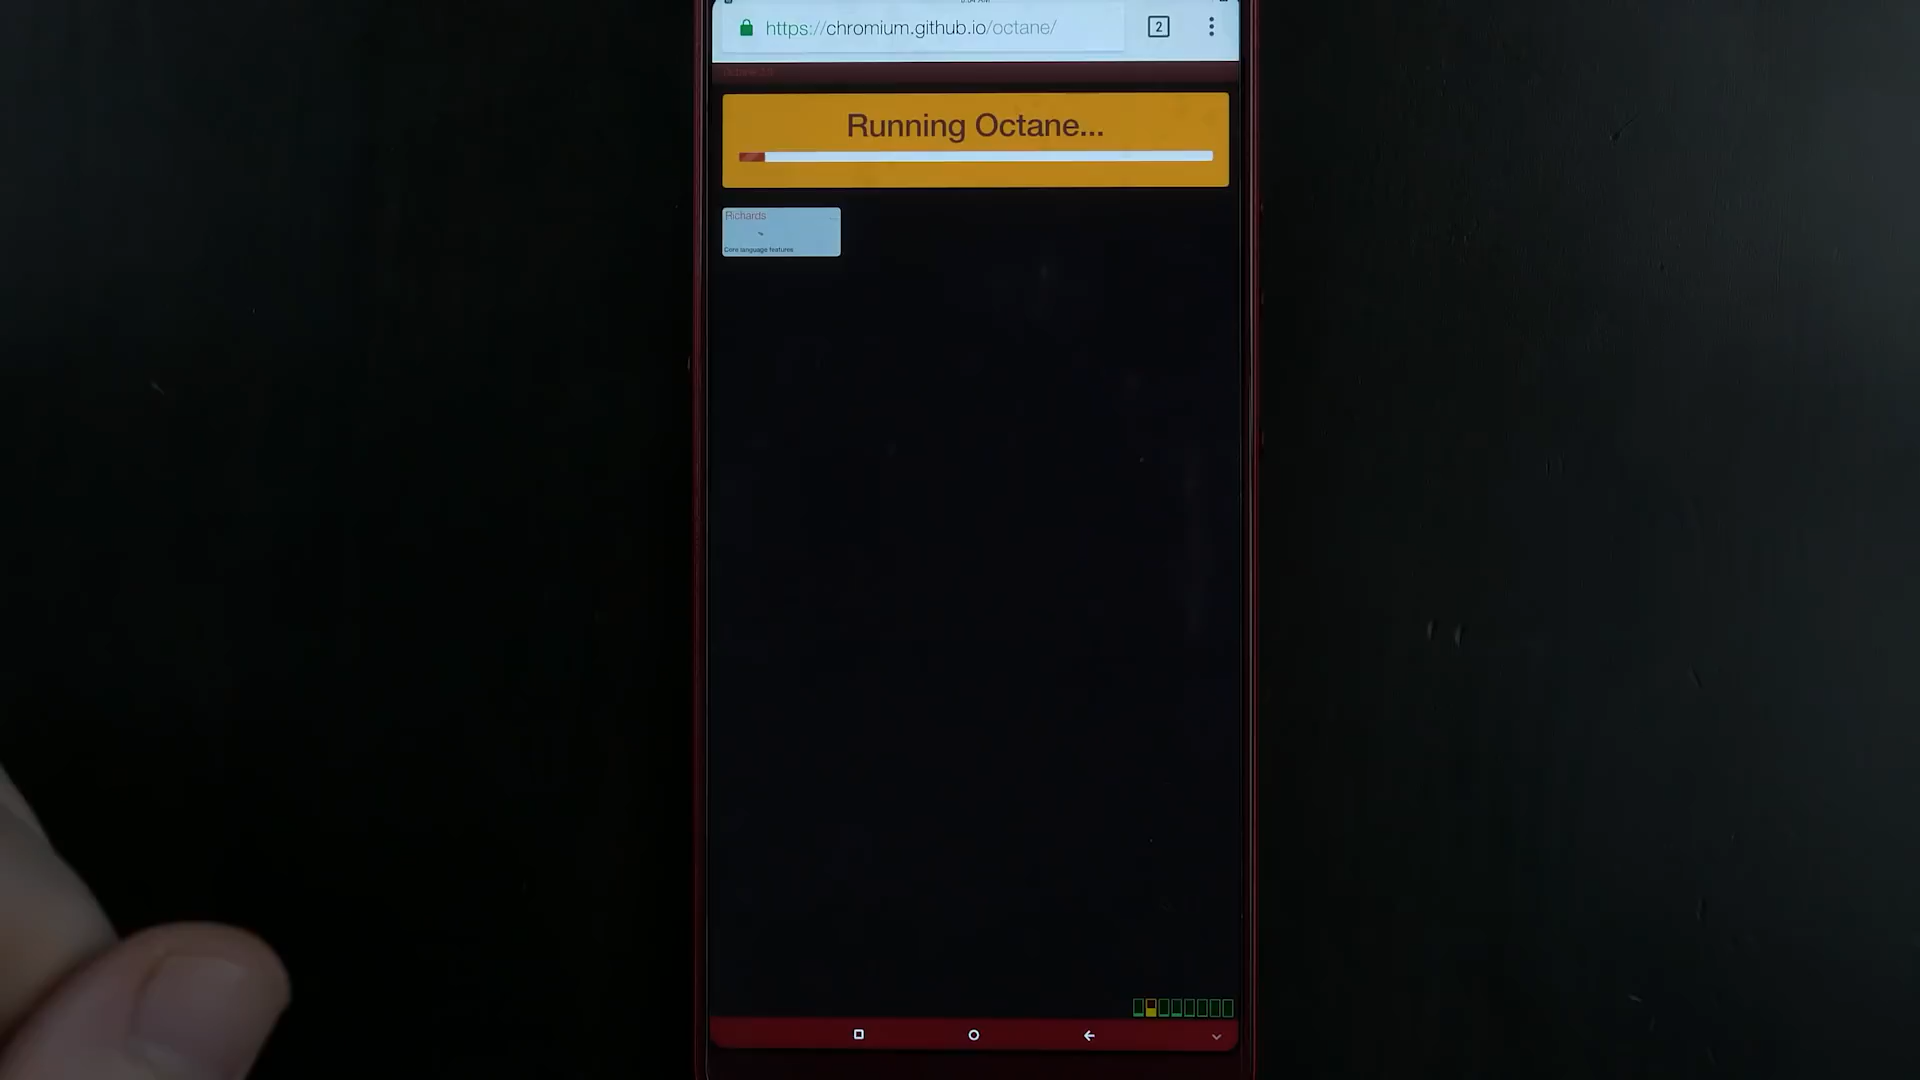 https://chromium.github.io/octane/
2
Running Octane...
Richards
Core language features